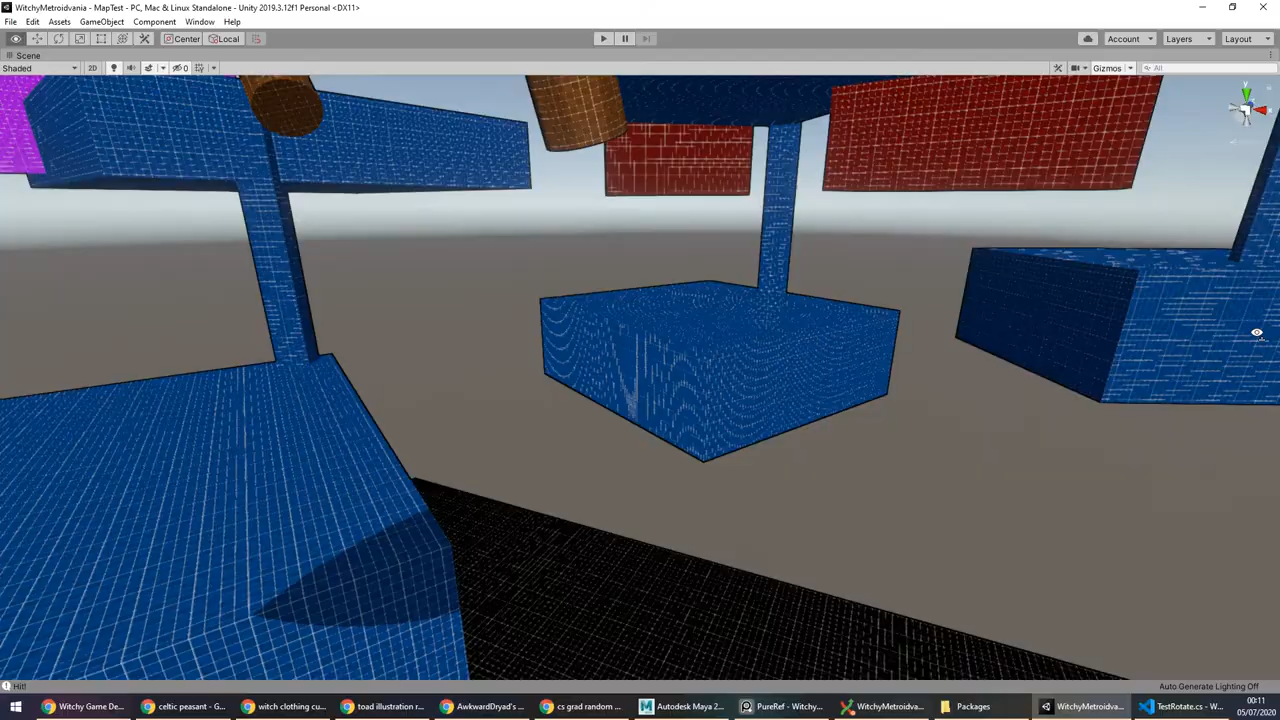 WitchyMetroidvania - MapTest - PC, Mac & Linux Standalone - Unity 2019.3.12f1 Personal <DX11>
File Edit Assets GameObject Component Window Help
Center Local Account Layers Layout
Scene
Shaded 2D 0 Gizmos All
y
Hit!
Auto Generate Lighting Off
Witchy Game De... celtic peasant - G... witch clothing cu... toad illustration r... AwkwardDryad's ... cs grad random ... Autodesk Maya 2... PureRef - Witchy... WitchyMetroidva... Packages WitchyMetroidva... TestRotate.cs - W...
00:11
05/07/2020